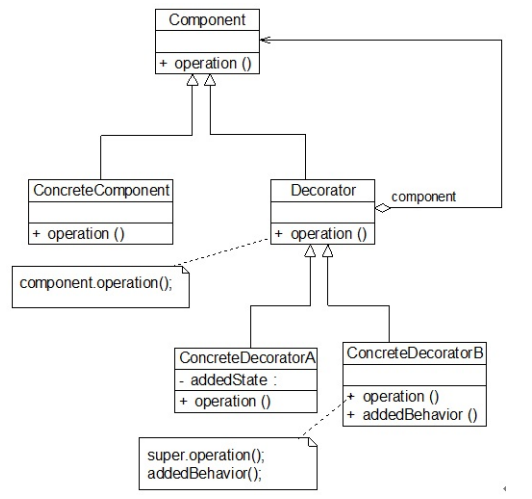 Component
+ operation ()
ConcreteComponent
+ operation ()
Decorator
+ operation ()
component
component.operation();
ConcreteDecoratorA
- addedState :
+ operation ()
ConcreteDecoratorB
+ operation ()
+ addedBehavior ()
super.operation();
addedBehavior();